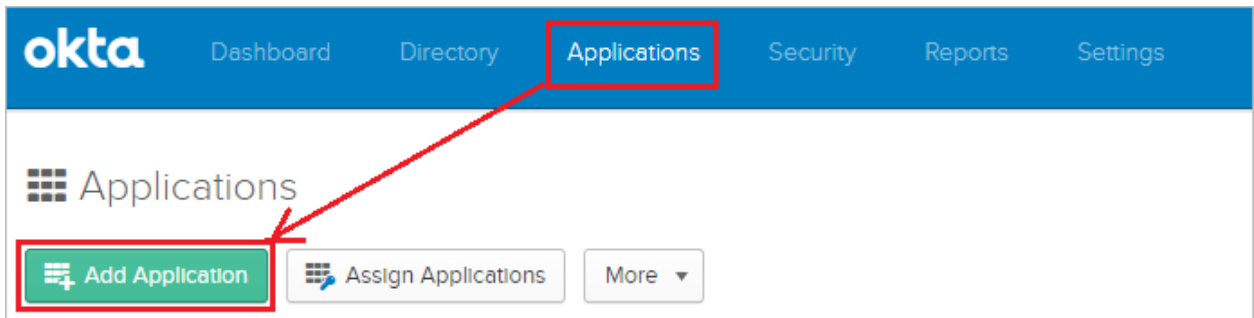 okta Dashboard Directory Applications Security Reports Settings
Applications
Add Application Assign Applications More